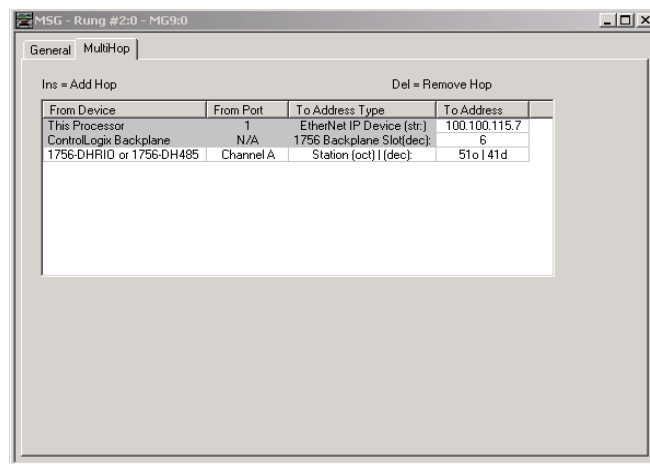 MSG - Rung #2:0 - MG9:0
General MultiHop
Ins = Add Hop Del = Remove Hop
From Device From Port To Address Type To Address
This Processor 1 EtherNet IP Device (str:) 100.100.115.7
ControlLogix Backplane N/A 1756 Backplane Slot(dec): 6
1756-DHRIO or 1756-DH485 Channel A Station (oct) | (dec): 51o | 41d